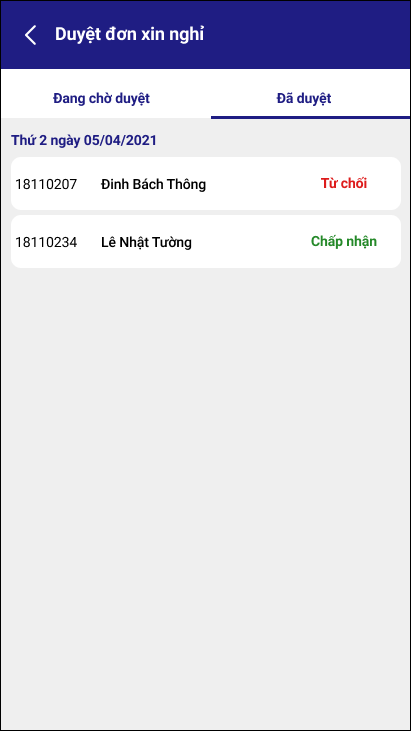 Duyệt đơn xin nghỉ
Đang chờ duyệt Đã duyệt
Thứ 2 ngày 05/04/2021
18110207 Đinh Bách Thông Từ chối
18110234 Lê Nhật Tường Chấp nhận